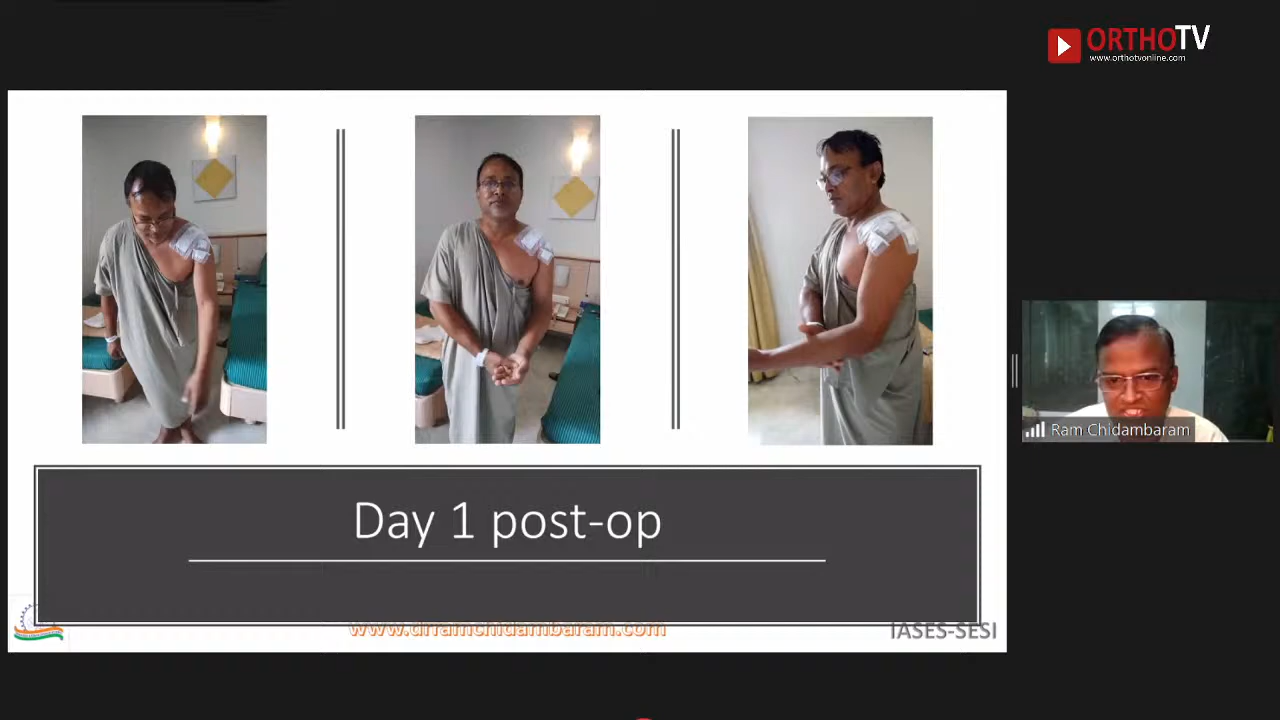 ORTHOTV
www.orthotvonline.com
Ram Chidambaram
Day 1 post-op
www.drramchidambaram.com
IASES-SESI